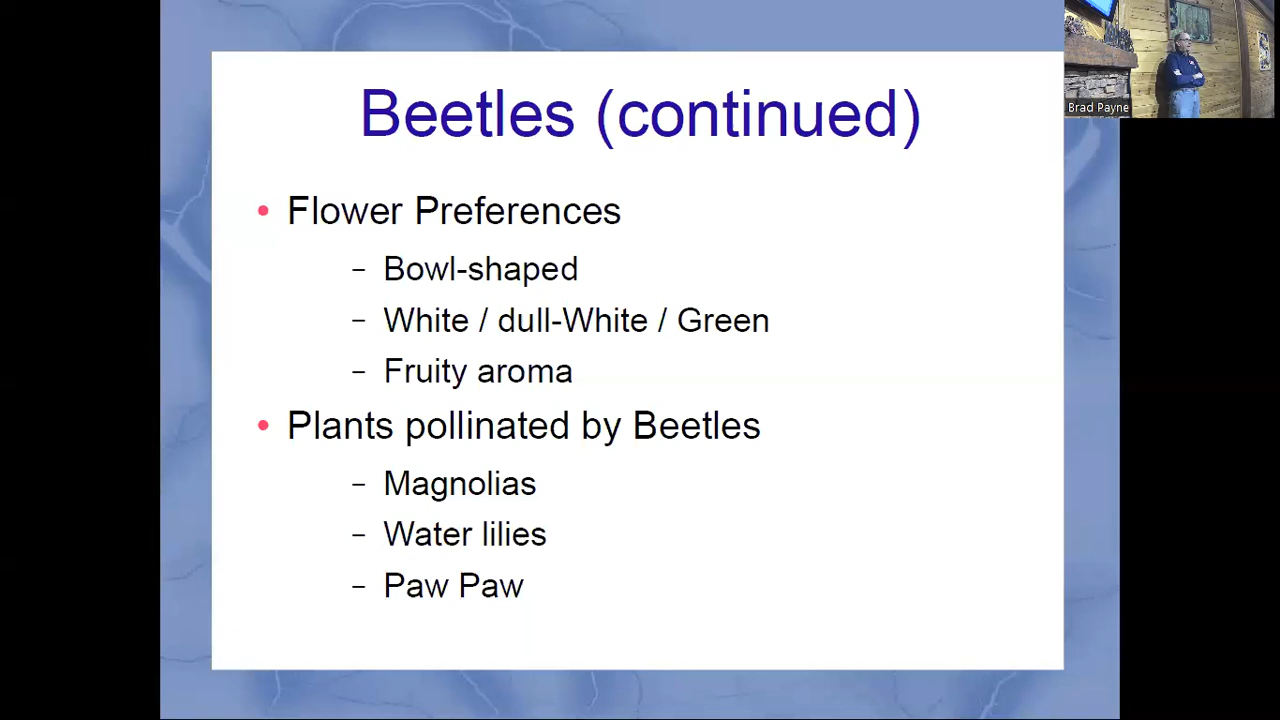 Beetles (continued)
• Flower Preferences
– Bowl-shaped
– White / dull-White / Green
– Fruity aroma
• Plants pollinated by Beetles
– Magnolias
– Water lilies
– Paw Paw
Brad Payne